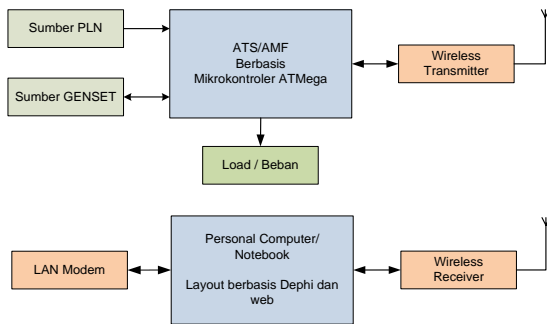 Sumber PLN
ATS/AMF
Berbasis
Mikrokontroler ATMega
Wireless
Transmitter
Sumber GENSET
Load / Beban
Personal Computer/
Notebook
Layout berbasis Dephi dan
web
LAN Modem
Wireless
Receiver